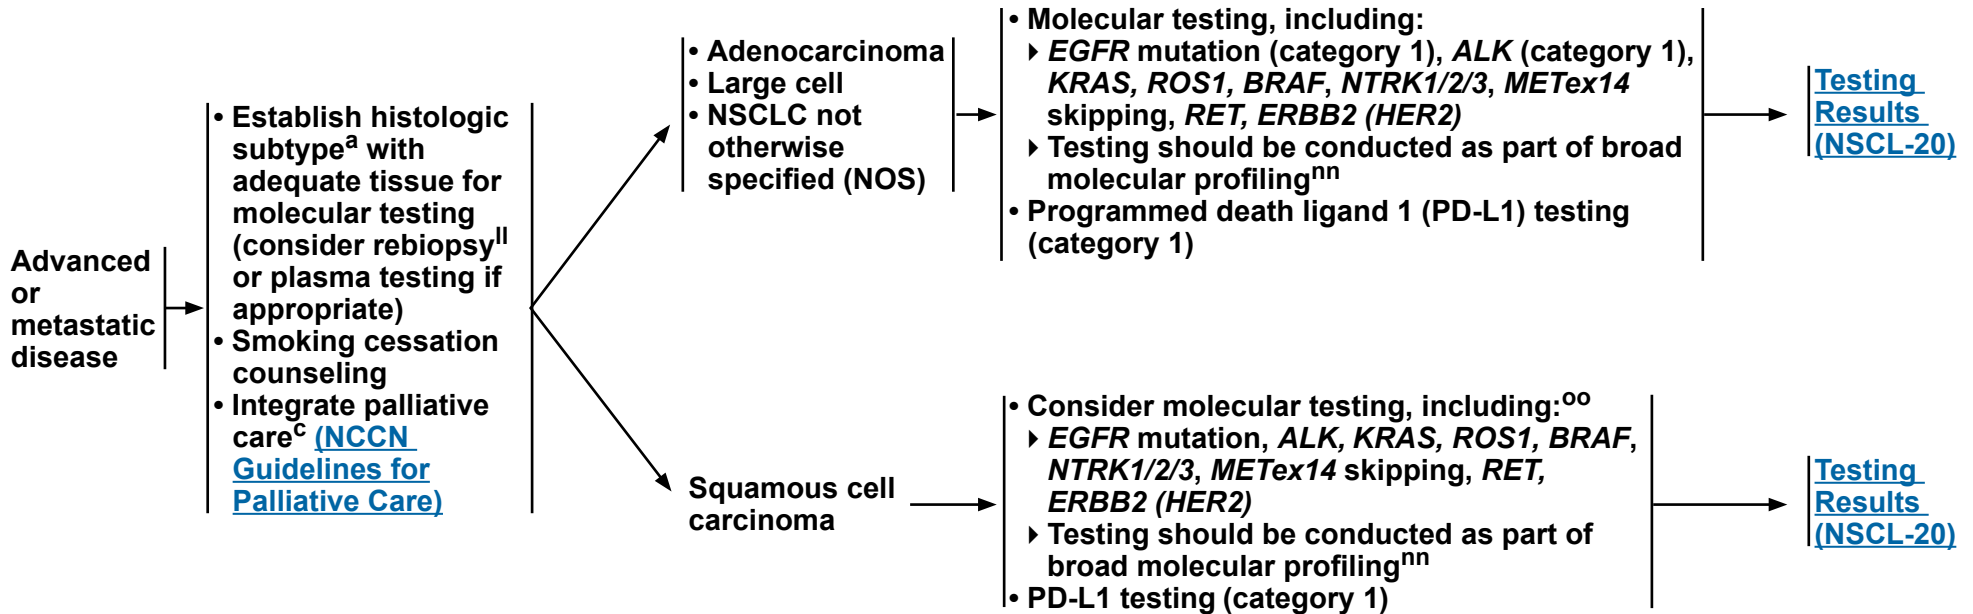 Advanced
or
metastatic
disease
• Establish histologic
subtypeᵃ with
adequate tissue for
molecular testing
(consider rebiopsyˡˡ
or plasma testing if
appropriate)
• Smoking cessation
counseling
• Integrate palliative
careᶜ (NCCN
Guidelines for
Palliative Care)
• Adenocarcinoma
• Large cell
• NSCLC not
otherwise
specified (NOS)
• Molecular testing, including:
▸ EGFR mutation (category 1), ALK (category 1),
KRAS, ROS1, BRAF, NTRK1/2/3, METex14
skipping, RET, ERBB2 (HER2)
▸ Testing should be conducted as part of broad
molecular profilingⁿⁿ
• Programmed death ligand 1 (PD-L1) testing
(category 1)
Testing
Results
(NSCL-20)
Squamous cell
carcinoma
• Consider molecular testing, including:ᵒᵒ
▸ EGFR mutation, ALK, KRAS, ROS1, BRAF,
NTRK1/2/3, METex14 skipping, RET,
ERBB2 (HER2)
▸ Testing should be conducted as part of
broad molecular profilingⁿⁿ
• PD-L1 testing (category 1)
Testing
Results
(NSCL-20)